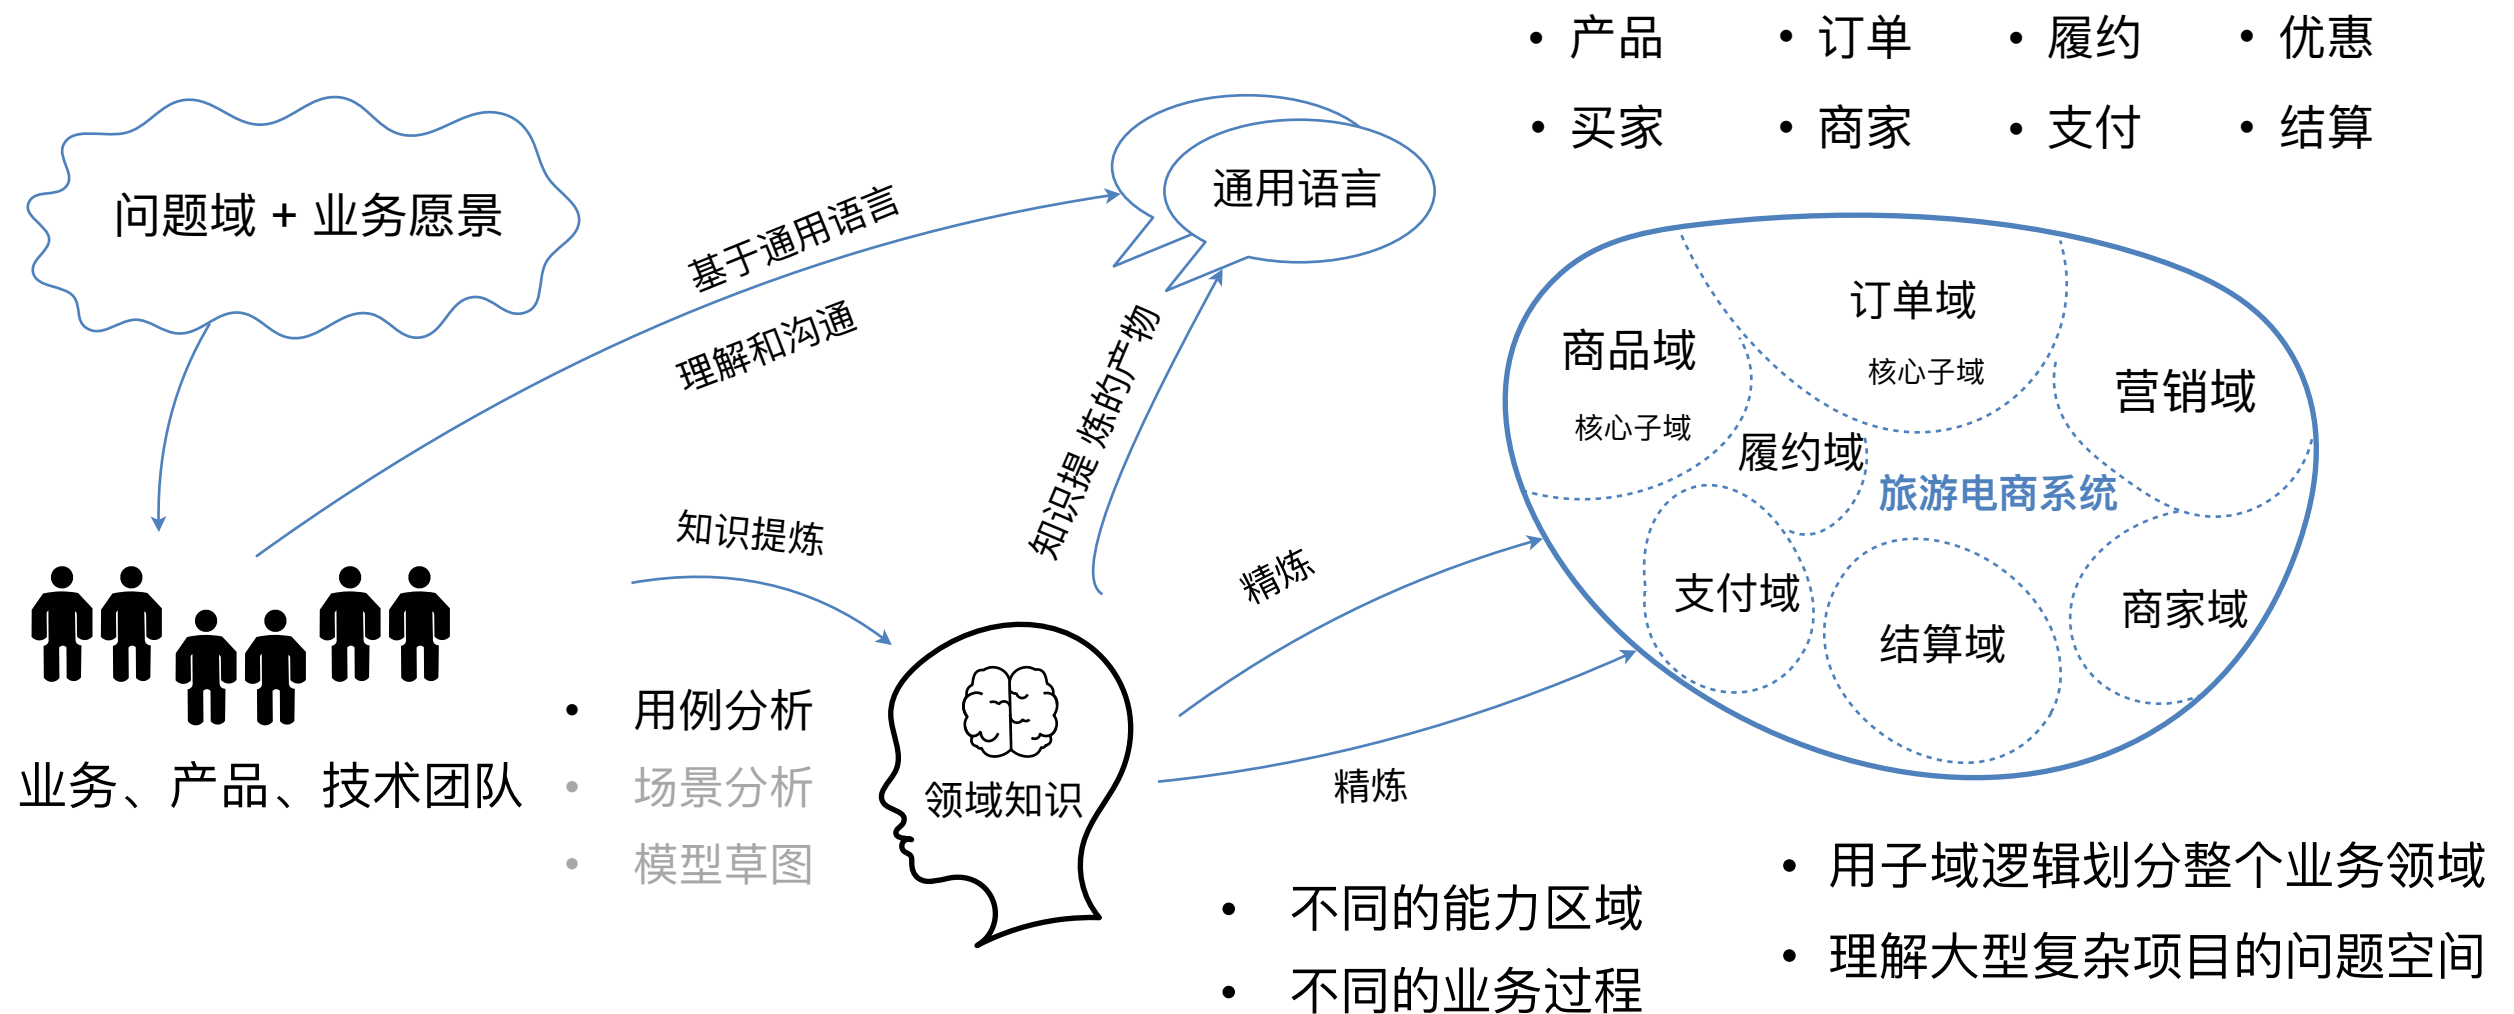 • 产品 • 订单 • 履约 • 优惠
• 买家 • 商家 • 支付 • 结算
问题域 + 业务愿景
基于通用语言
理解和沟通
通用语言
知识提 炼的产物
知识提炼
业务、产品、技术团队
• 用例分析
• 场景分析
• 模型草图
领域知识
精炼
精炼
订单域
核心子域
商品域
核心子域
营销域
履约域
旅游电商系统
支付域
结算域
商家域
• 不同的能力区域
• 不同的业务过程
• 用于域逻辑划分整个业务领域
• 理解大型复杂项目的问题空间